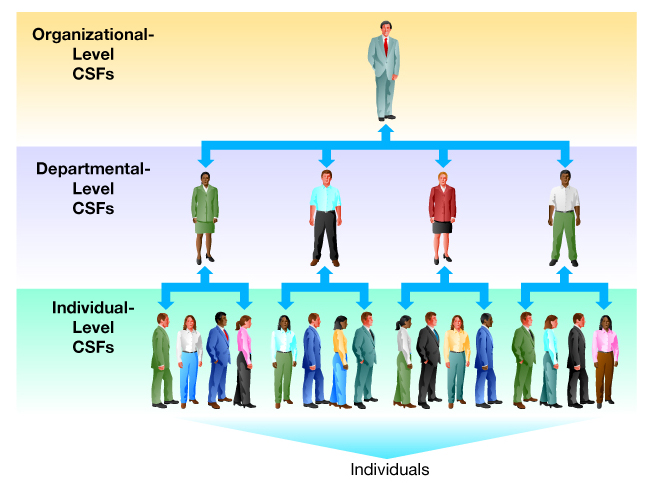 Organizational-
Level
CSFs
Departmental-
Level
CSFs
Individual-
Level
CSFs
Individuals